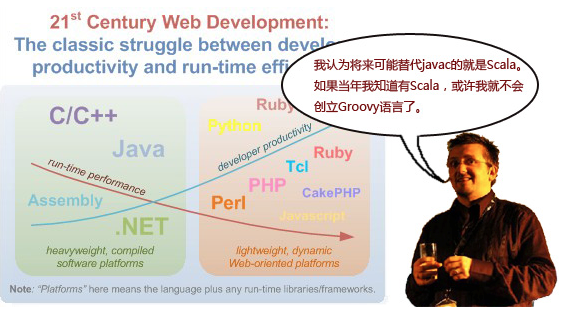 21st Century Web Development:
The classic struggle between develo
productivity and run-time effi
我认为将来可能替代javac的就是Scala。
如果当年我知道有Scala，或许我就不会
创立Groovy语言了。
C/C++
Java
Assembly
.NET
run-time performance
heavyweight, compiled
software platforms
Ruby
Python
developer productivity
Ruby
Tcl
PHP
CakePHP
Perl
Javascript
lightweight, dynamic
Web-oriented platforms
Note: “Platforms” here means the language plus any run-time libraries/frameworks.